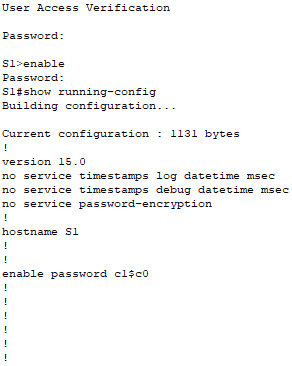 User Access Verification
Password:
S1>enable
Password:
S1#show running-config
Building configuration...
Current configuration : 1131 bytes
!
version 15.0
no service timestamps log datetime msec
no service timestamps debug datetime msec
no service password-encryption
!
hostname S1
!
!
enable password c1$c0
!
!
!
!
!
!